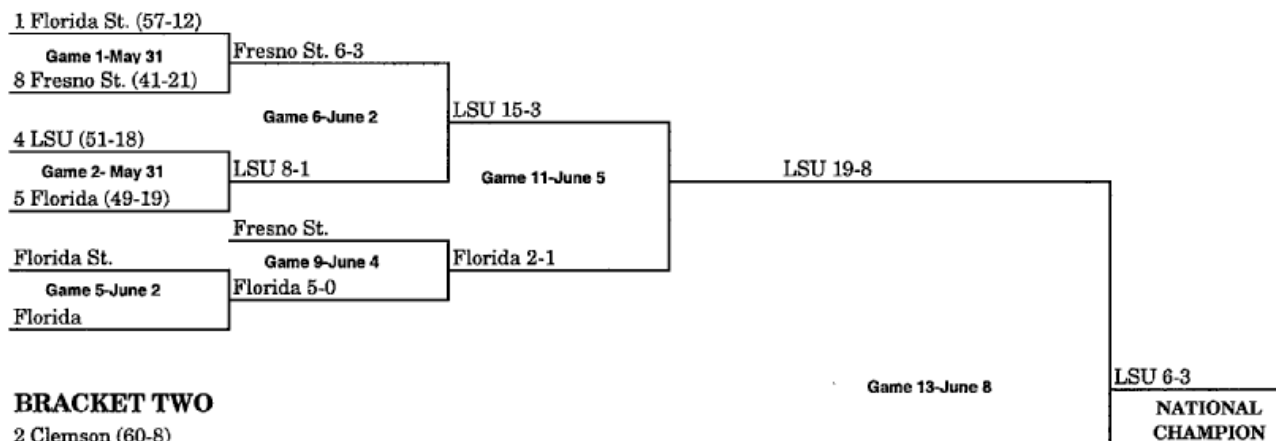 1 Florida St. (57-12)
Game 1-May 31
Fresno St. 6-3
8 Fresno St. (41-21)
Game 6-June 2
LSU 15-3
4 LSU (51-18)
Game 2- May 31
LSU 8-1
5 Florida (49-19)
Game 11-June 5
LSU 19-8
Fresno St.
Florida St.
Game 9-June 4
Florida 2-1
Game 5-June 2
Florida 5-0
Florida
Game 13-June 8
LSU 6-3
NATIONAL
CHAMPION
BRACKET TWO
2 Clemson (60-8)